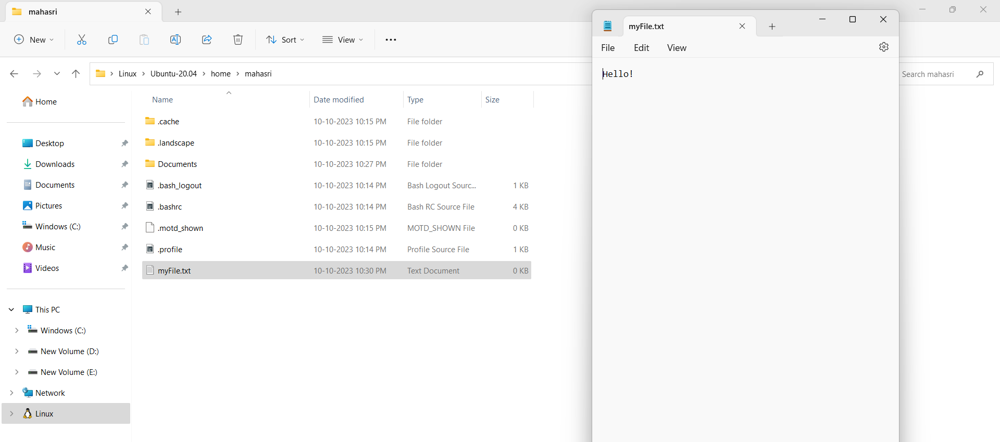 mahasri
New
Sort
View
Linux > Ubuntu-20.04 > home > mahasri
Search mahasri
Home
Desktop
Downloads
Documents
Pictures
Windows (C:)
Music
Videos
This PC
Windows (C:)
New Volume (D:)
New Volume (E:)
Network
Linux
Name Date modified Type Size
.cache 10-10-2023 10:15 PM File folder
.landscape 10-10-2023 10:15 PM File folder
Documents 10-10-2023 10:27 PM File folder
.bash_logout 10-10-2023 10:14 PM Bash Logout Sourc... 1 KB
.bashrc 10-10-2023 10:14 PM Bash RC Source File 4 KB
.motd_shown 10-10-2023 10:15 PM MOTD_SHOWN File 0 KB
.profile 10-10-2023 10:14 PM Profile Source File 1 KB
myFile.txt 10-10-2023 10:30 PM Text Document 0 KB
myFile.txt
File Edit View
Hello!